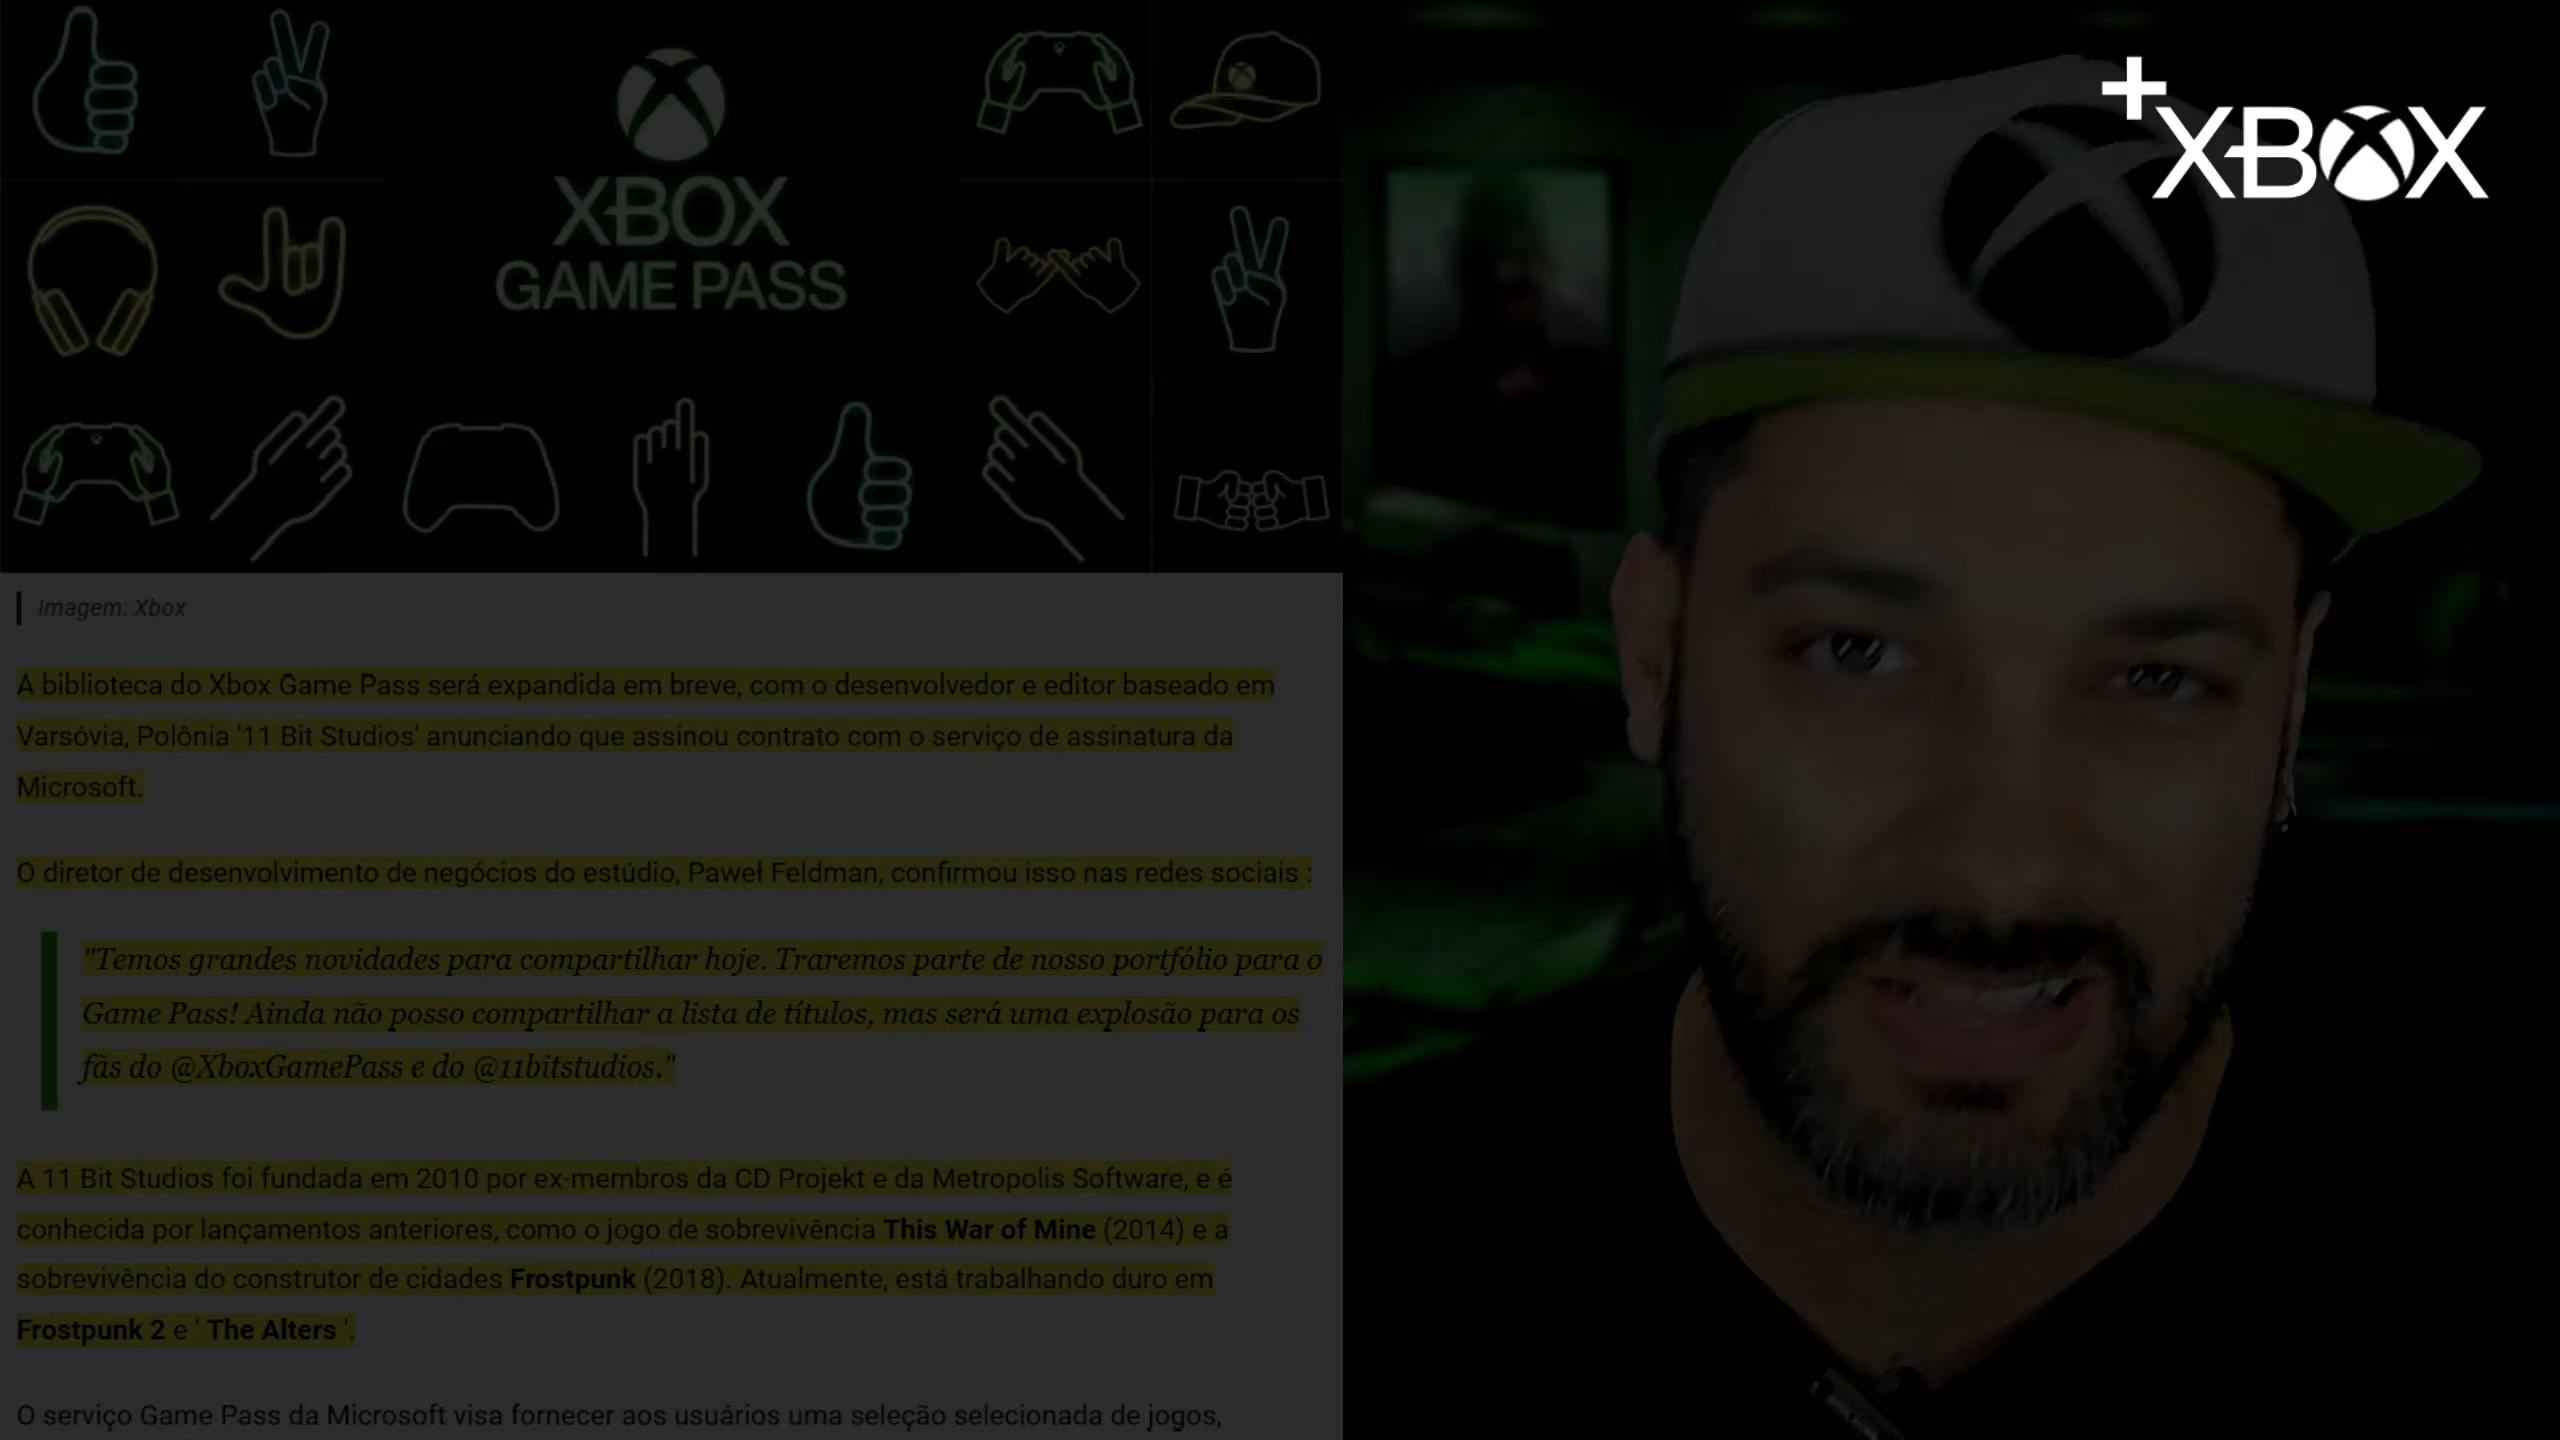 XBOX
GAME PASS
+XBOX
Imagem: Xbox
A biblioteca do Xbox Game Pass será expandida em breve, com o desenvolvedor e editor baseado em
Varsóvia, Polônia '11 Bit Studios' anunciando que assinou contrato com o serviço de assinatura da
Microsoft.
O diretor de desenvolvimento de negócios do estúdio, Paweł Feldman, confirmou isso nas redes sociais :
"Temos grandes novidades para compartilhar hoje. Traremos parte de nosso portfólio para o
Game Pass! Ainda não posso compartilhar a lista de títulos, mas será uma explosão para os
fãs do @XboxGamePass e do @11bitstudios."
A 11 Bit Studios foi fundada em 2010 por ex-membros da CD Projekt e da Metropolis Software, e é
conhecida por lançamentos anteriores, como o jogo de sobrevivência This War of Mine (2014) e a
sobrevivência do construtor de cidades Frostpunk (2018). Atualmente, está trabalhando duro em
Frostpunk 2 e ' The Alters '.
O serviço Game Pass da Microsoft visa fornecer aos usuários uma seleção selecionada de jogos,